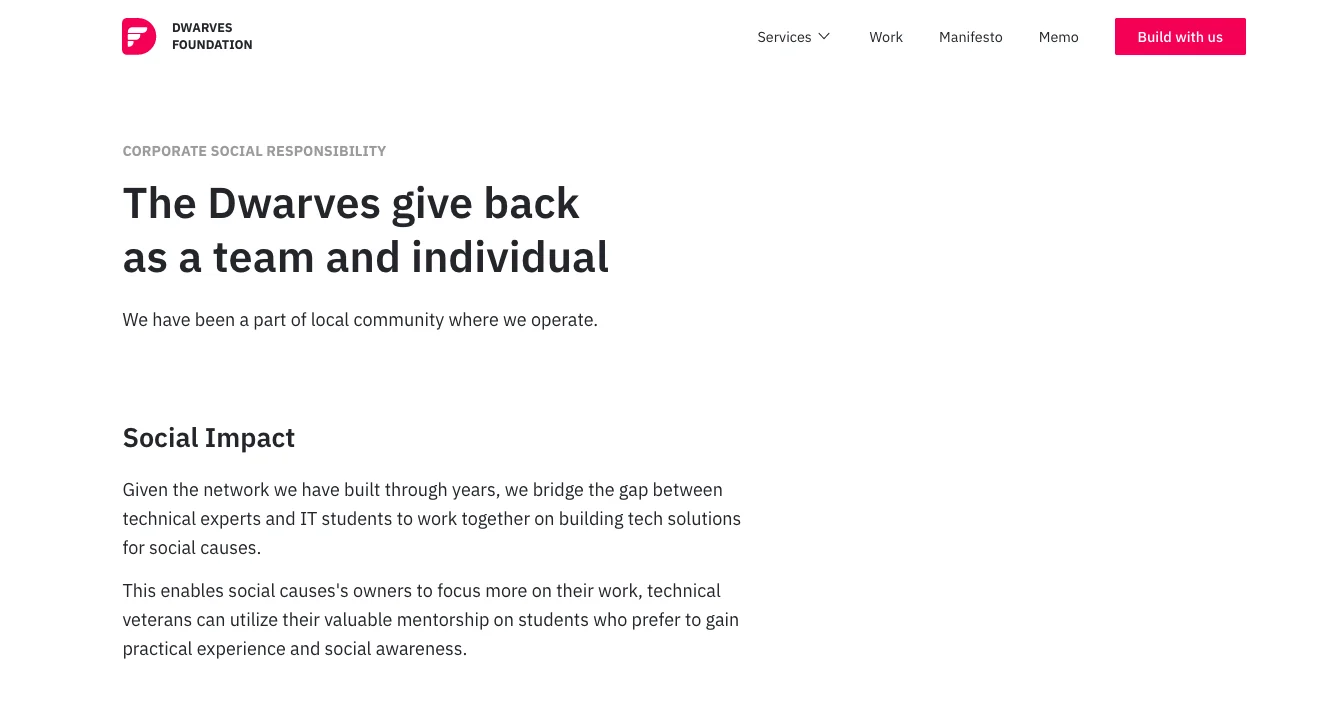 DWARVES
FOUNDATION
Services
Work
Manifesto
Memo
Build with us
CORPORATE SOCIAL RESPONSIBILITY
The Dwarves give back
as a team and individual
We have been a part of local community where we operate.
Social Impact
Given the network we have built through years, we bridge the gap between
technical experts and IT students to work together on building tech solutions
for social causes.
This enables social causes's owners to focus more on their work, technical
veterans can utilize their valuable mentorship on students who prefer to gain
practical experience and social awareness.